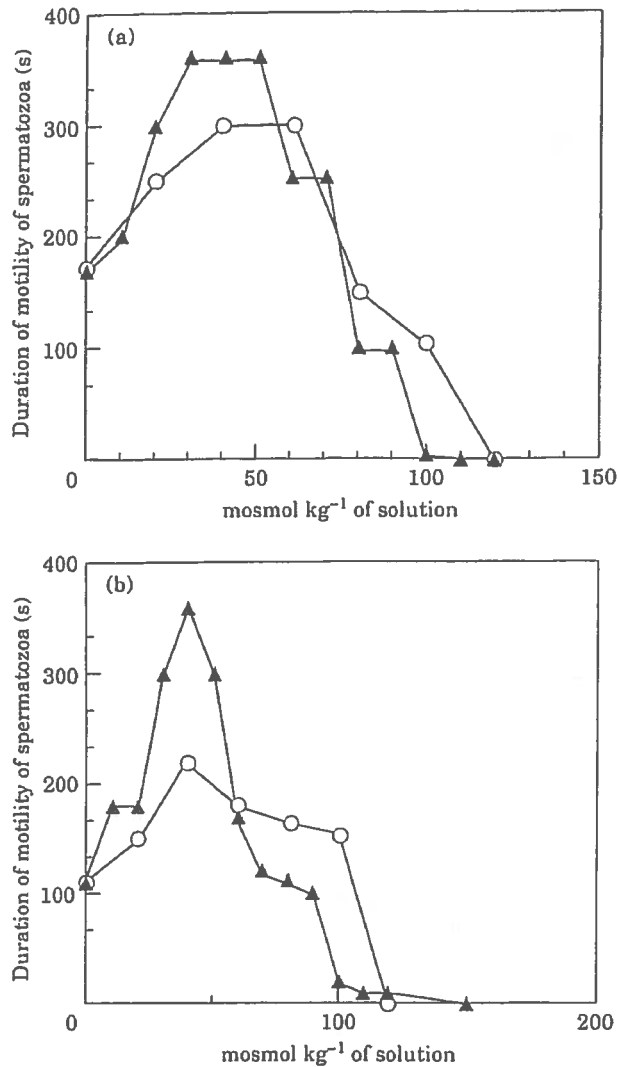 400
(a)
300
200
100
0
50
100
150
Duration of motility of spermatozoa (s)
mosmol kg⁻¹ of solution
400
(b)
300
200
100
0
100
200
Duration of motility of spermatozoa (s)
mosmol kg⁻¹ of solution